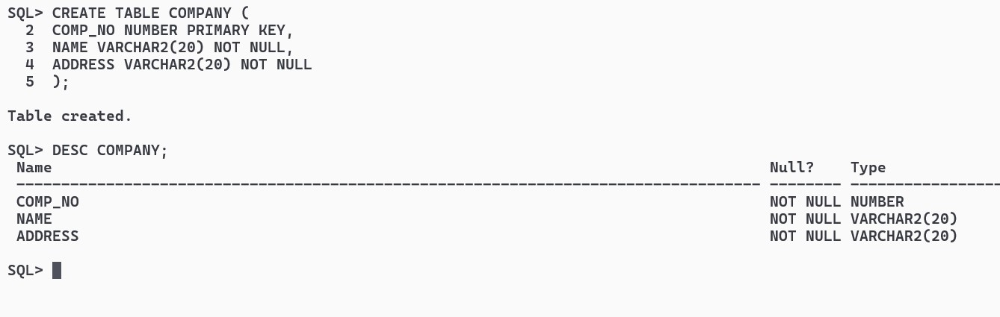 SQL> CREATE TABLE COMPANY (
  2  COMP_NO NUMBER PRIMARY KEY,
  3  NAME VARCHAR2(20) NOT NULL,
  4  ADDRESS VARCHAR2(20) NOT NULL
  5  );
Table created.
SQL> DESC COMPANY;
 Name                                                                                Null?    Type
 ----------------------------------------------------------------------------------- -------- -----------------
 COMP_NO                                                                             NOT NULL NUMBER
 NAME                                                                                NOT NULL VARCHAR2(20)
 ADDRESS                                                                             NOT NULL VARCHAR2(20)
SQL>